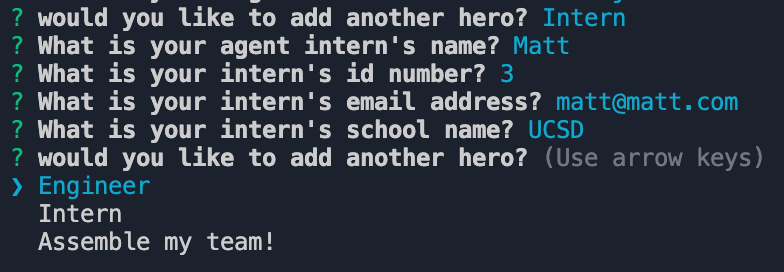 ? would you like to add another hero? Intern
? What is your agent intern's name? Matt
? What is your intern's id number? 3
? What is your intern's email address? matt@matt.com
? What is your intern's school name? UCSD
? would you like to add another hero? (Use arrow keys)
❯ Engineer
Intern
Assemble my team!